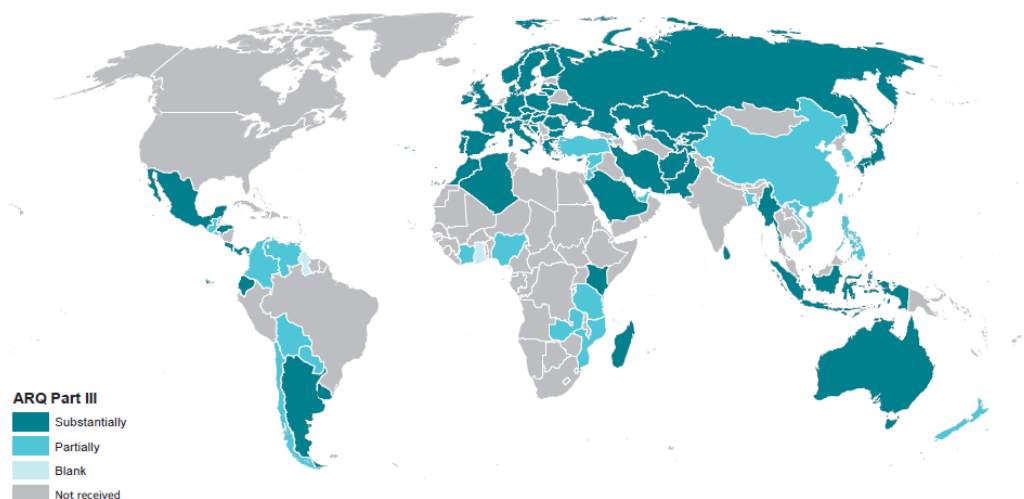 ARQ Part III
Substantially
Partially
Blank
Not received